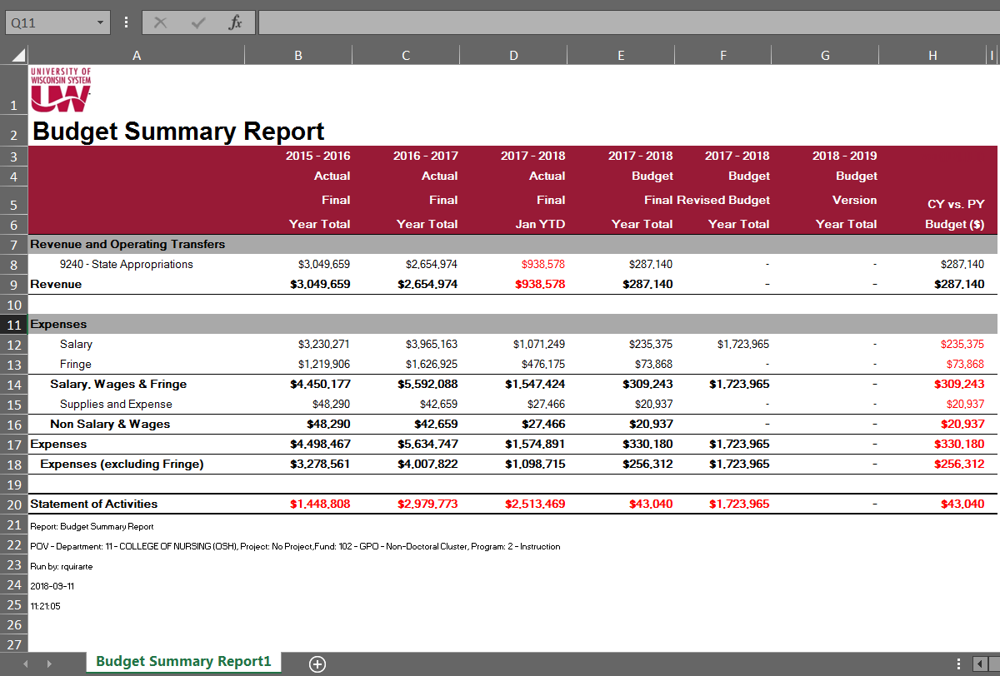 Q11 fx
A B C D E F G H I
1 UNIVERSITY OF
WISCONSIN SYSTEM
UW
2 Budget Summary Report
3 2015 - 2016 2016 - 2017 2017 - 2018 2017 - 2018 2017 - 2018 2018 - 2019
4 Actual Actual Actual Budget Budget Budget
5 Final Final Final Final Revised Budget Version CY vs. PY
6 Year Total Year Total Jan YTD Year Total Year Total Year Total Budget ($)
7 Revenue and Operating Transfers
8 9240 - State Appropriations $3,049,659 $2,654,974 $938,578 $287,140 - - $287,140
9 Revenue $3,049,659 $2,654,974 $938,578 $287,140 - - $287,140
10
11 Expenses
12 Salary $3,230,271 $3,965,163 $1,071,249 $235,375 $1,723,965 - $235,375
13 Fringe $1,219,906 $1,626,925 $476,175 $73,868 - - $73,868
14 Salary, Wages & Fringe $4,450,177 $5,592,088 $1,547,424 $309,243 $1,723,965 - $309,243
15 Supplies and Expense $48,290 $42,659 $27,466 $20,937 - - $20,937
16 Non Salary & Wages $48,290 $42,659 $27,466 $20,937 - - $20,937
17 Expenses $4,498,467 $5,634,747 $1,574,891 $330,180 $1,723,965 - $330,180
18 Expenses (excluding Fringe) $3,278,561 $4,007,822 $1,098,715 $256,312 $1,723,965 - $256,312
19
20 Statement of Activities $1,448,808 $2,979,773 $2,513,469 $43,040 $1,723,965 - $43,040
21 Report: Budget Summary Report
22 POV - Department: 11 - COLLEGE OF NURSING (OSH), Project: No Project,Fund: 102 - GPO - Non-Doctoral Cluster, Program: 2 - Instruction
23 Run by: rquirarte
24 2018-09-11
25 11:21:05
26
27
Budget Summary Report1